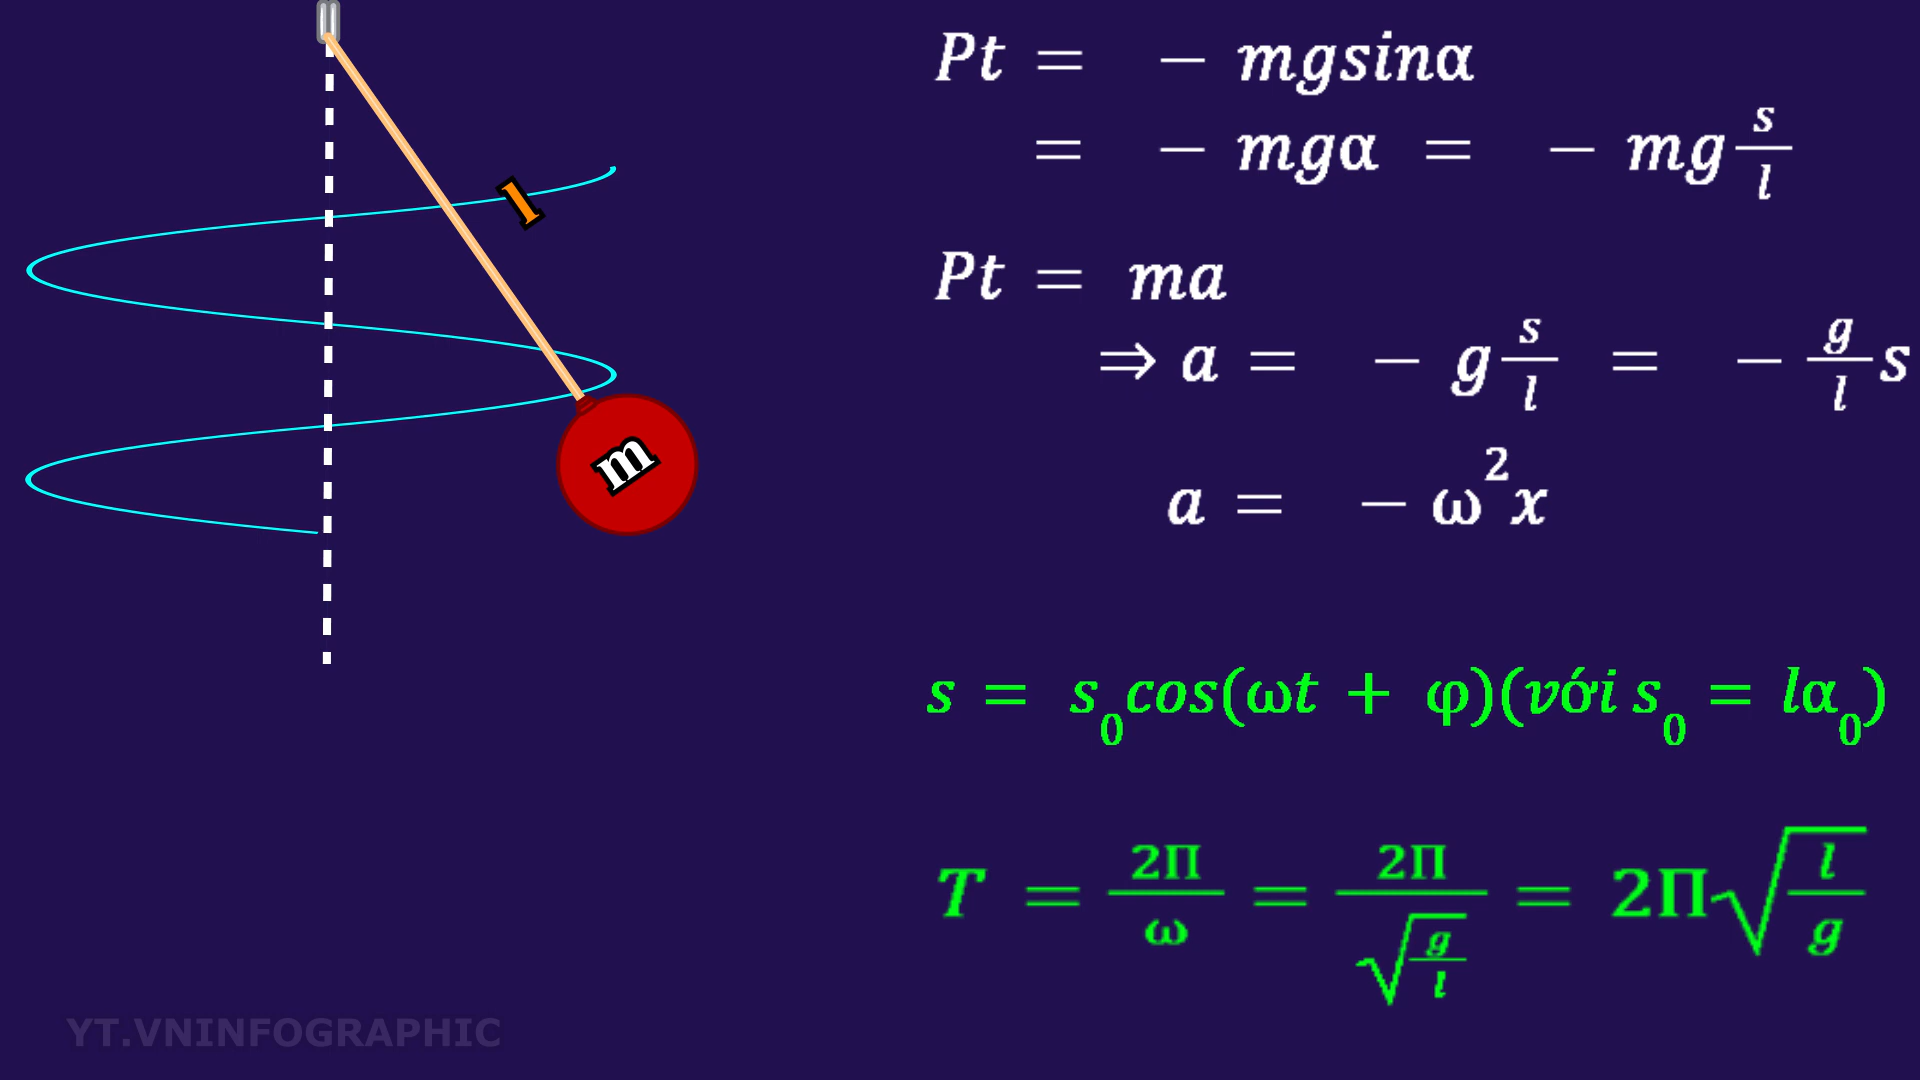 l
m
Pt = - mgsinα
= - mgα = - mg s/l
Pt = ma
⇒ a = - g s/l = - g/l s
a = - ω²x
s = s₀cos(ωt + φ)(với s₀ = lα₀)
T = 2Π/ω = 2Π/√(g/l) = 2Π√(l/g)
YT.VNINFOGRAPHIC